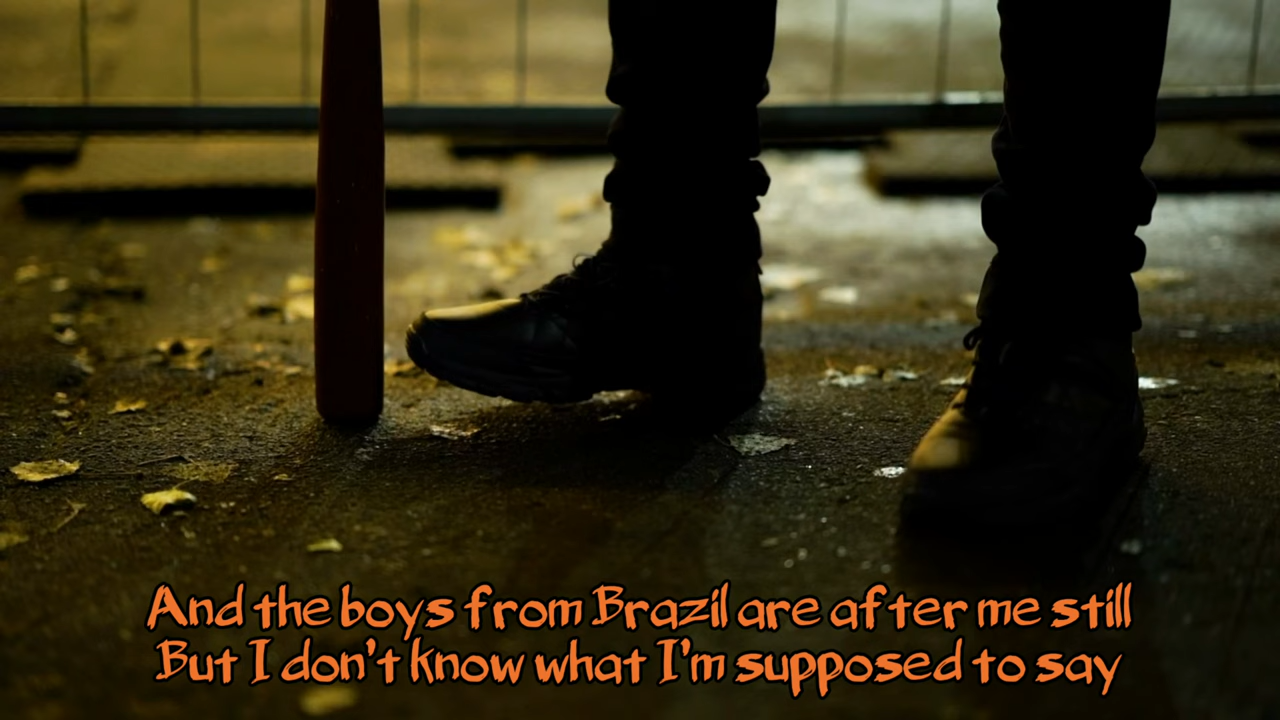 And the boys from Brazil are after me still
But I don't know what I'm supposed to say